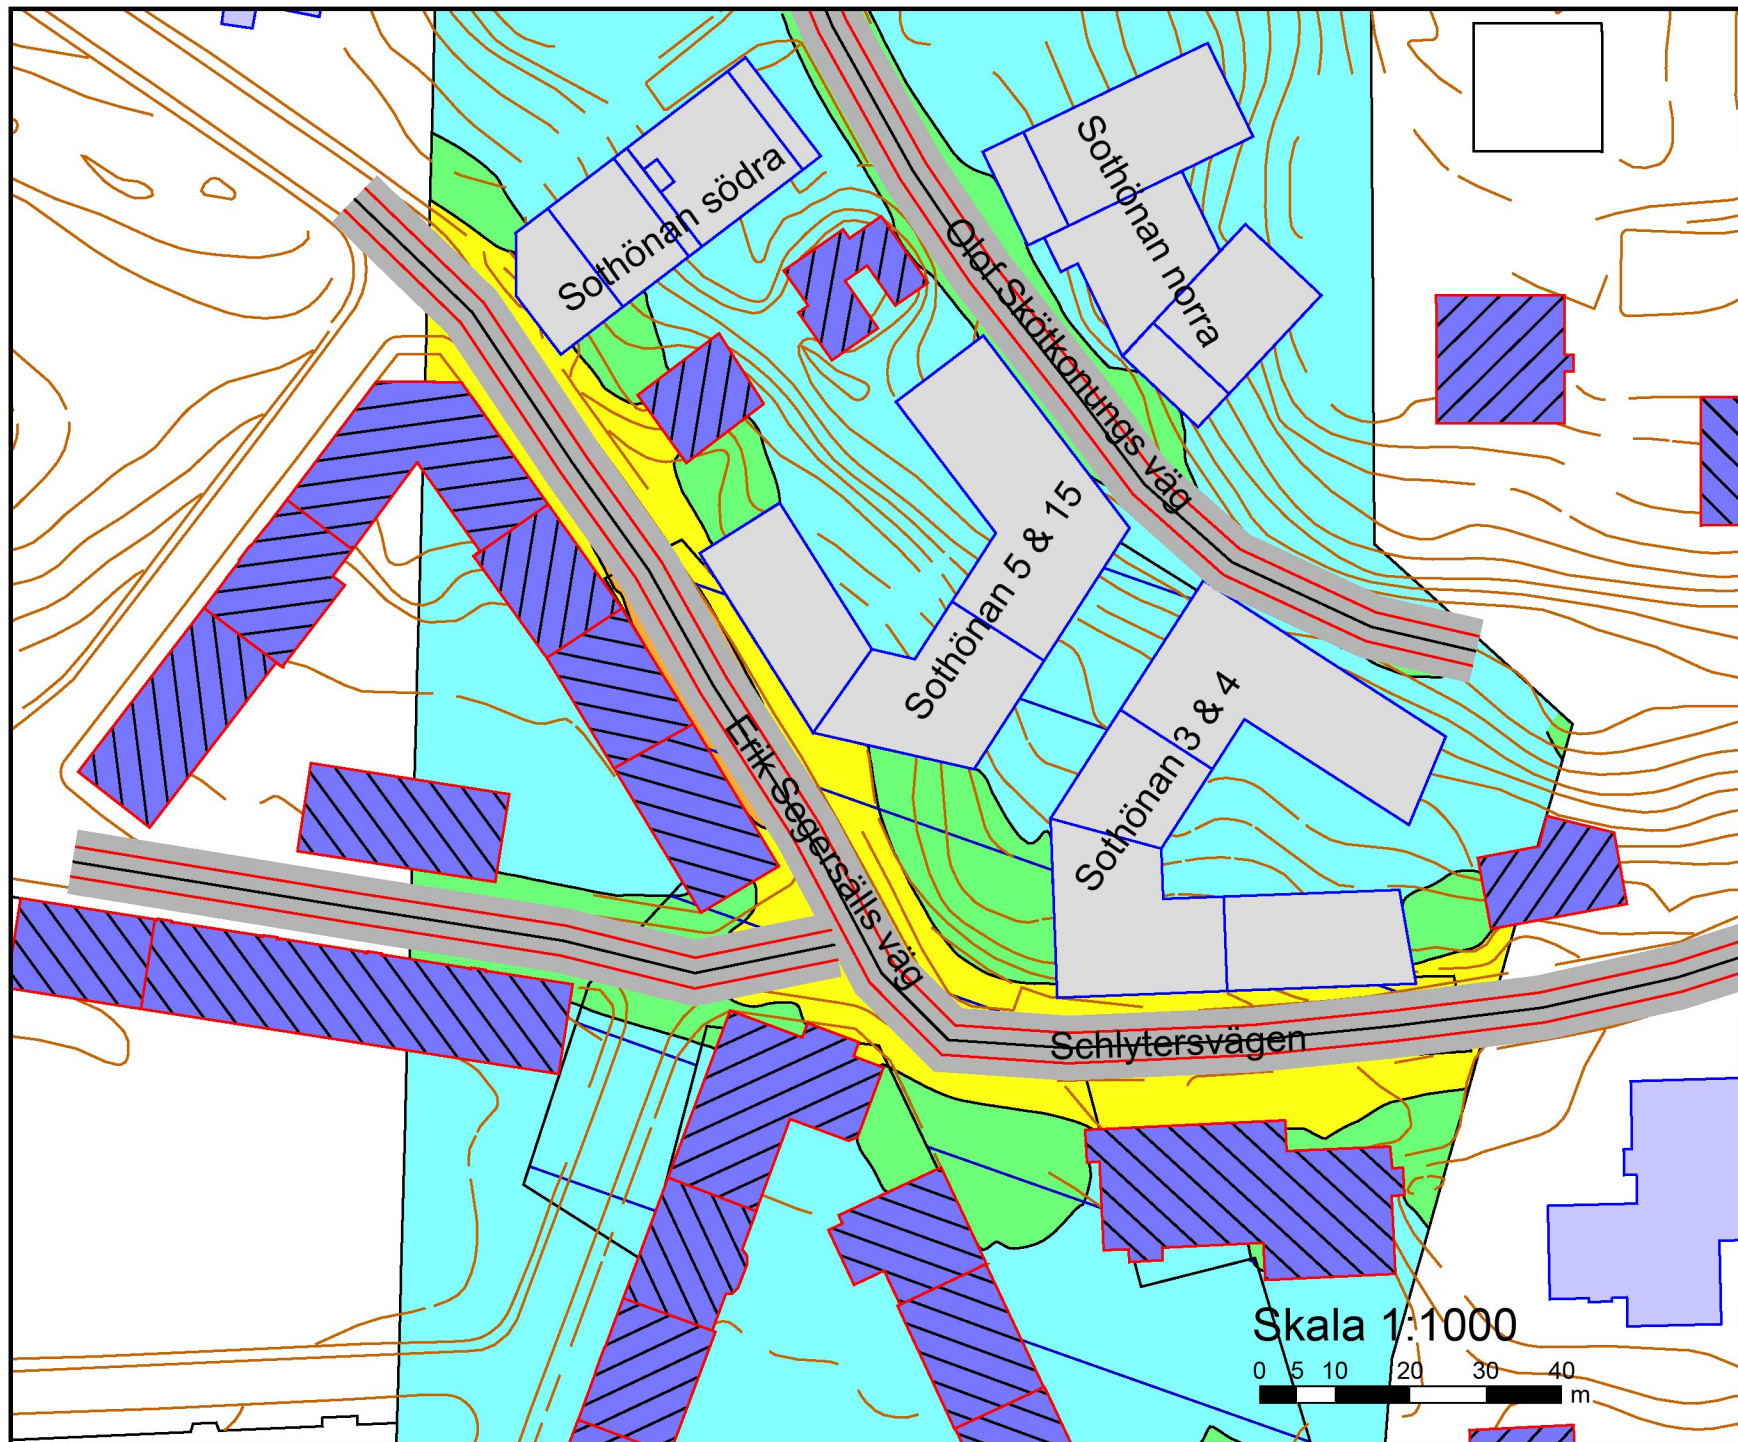 Sothönan södra
Sothönan norra
Olof Skötkonungs väg
Sothönan 5 & 15
Sothönan 3 & 4
Erik Segersälls väg
Schlytersvägen
Skala 1:1000
0 5 10 20 30 40
m